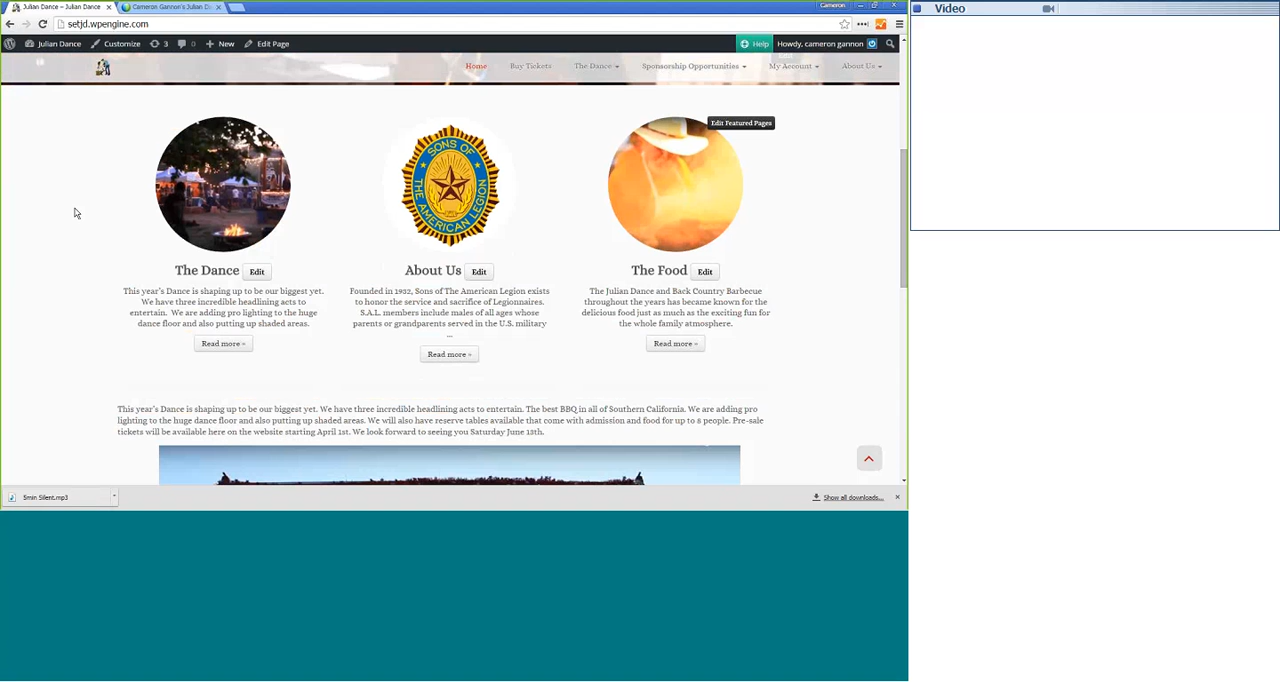 Julian Dance – Julian Dance
Cameron Gannon's Julian D
Cameron
Video
setjd.wpengine.com
Julian Dance
Customize
3
0
New
Edit Page
Help
Howdy, cameron gannon
Home
Buy Tickets
The Dance
Sponsorship Opportunities
My Account
About Us
Edit Featured Pages
SONS OF
THE AMERICAN LEGION
The Dance Edit
About Us Edit
The Food Edit
This year's Dance is shaping up to be our biggest yet.
We have three incredible headlining acts to
entertain. We are adding pro lighting to the huge
dance floor and also putting up shaded areas.
Read more »
Founded in 1932, Sons of The American Legion exists
to honor the service and sacrifice of Legionnaires.
S.A.L. members include males of all ages whose
parents or grandparents served in the U.S. military
...
Read more »
The Julian Dance and Back Country Barbecue
throughout the years has became known for the
delicious food just as much as the exciting fun for
the whole family atmosphere.
Read more »
This year's Dance is shaping up to be our biggest yet. We have three incredible headlining acts to entertain. The best BBQ in all of Southern California. We are adding pro
lighting to the huge dance floor and also putting up shaded areas. We will also have reserve tables available that come with admission and food for up to 8 people. Pre-sale
tickets will be available here on the website starting April 1st. We look forward to seeing you Saturday June 13th.
5min Silent.mp3
Show all downloads...